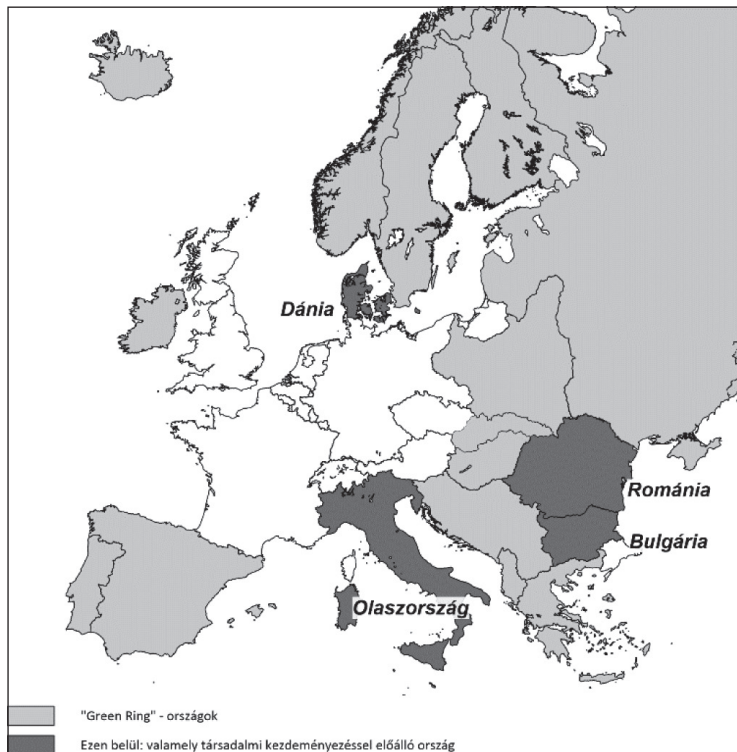 Dánia
Románia
Bulgária
Olaszország
"Green Ring" - országok
Ezen belül: valamely társadalmi kezdeményezéssel előálló ország